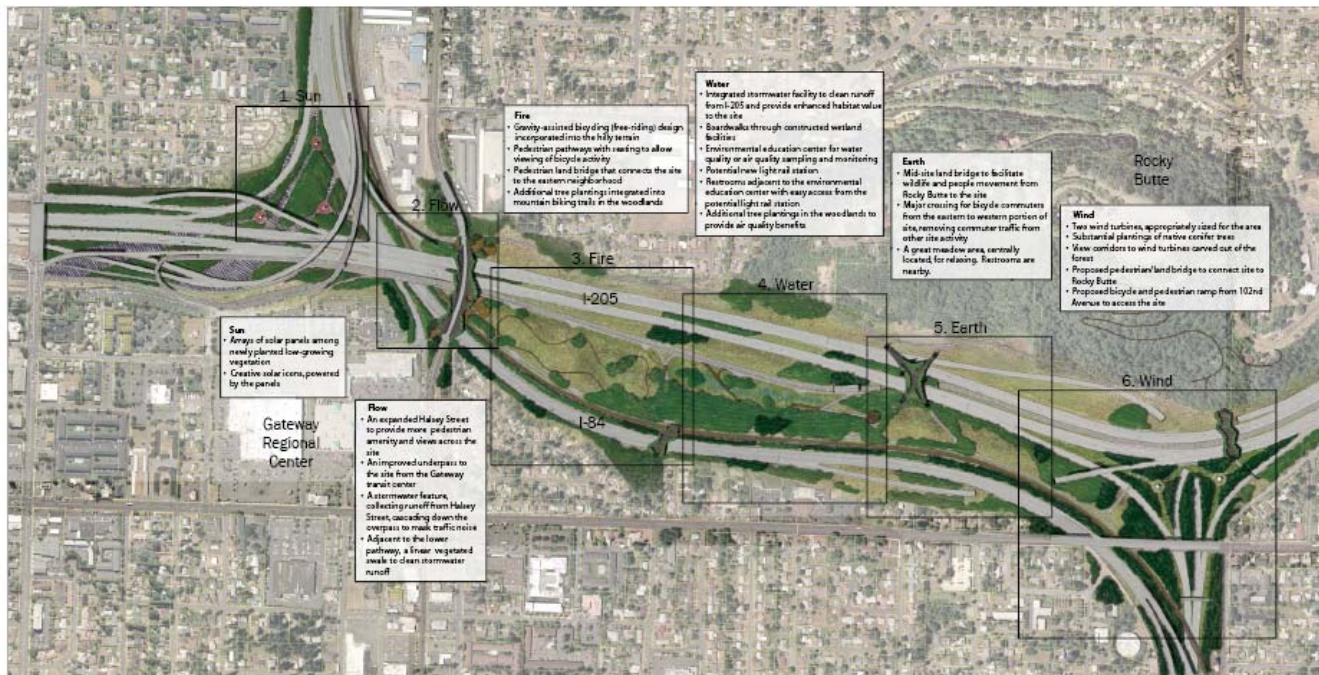 1. Sun
2. Flow
3. Fire
I-205
4. Water
5. Earth
6. Wind
I-84
Rocky
Butte
Gateway
Regional
Center
Sun
• Arrays of solar panels among
newly planted low-growing
vegetation
• Creative solar icons, powered
by the panels
Flow
• An expanded Halsey Street
to provide more pedestrian
amenity and views across the
site
• An improved underpass to
the site from the Gateway
transit center
• A stormwater feature,
collecting runoff from Halsey
Street, cascading down the
overpass to mask traffic noise
• Adjacent to the lower
pathway, a linear vegetated
swale to clean stormwater
runoff
Fire
• Gravity-assisted bicycling (free-riding) design
incorporated into the hilly terrain
• Pedestrian pathways with seating to allow
viewing of bicycle activity
• Pedestrian land bridge that connects the site
to the eastern neighborhood
• Additional tree plantings integrated into
mountain biking trails in the woodlands
Water
• Integrated stormwater facility to clean runoff
from I-205 and provide enhanced habitat value
to the site
• Boardwalks through constructed wetland
facilities
• Environmental education center for water
quality or air quality sampling and monitoring
• Potential new light rail station
• Restrooms adjacent to the environmental
education center with easy access from the
potential light rail station
• Additional tree plantings in the woodlands to
provide air quality benefits
Earth
• Mid-site land bridge to facilitate
wildlife and people movement from
Rocky Butte to the site
• Major crossing for bicycle commuters
from the eastern to western portion of
site, removing commuter traffic from
other site activity
• A great meadow area, centrally
located, for relaxing. Restrooms are
nearby.
Wind
• Two wind turbines, appropriately sized for the area
• Substantial plantings of native conifer trees
• View corridors to wind turbines carved out of the
forest
• Proposed pedestrian/land bridge to connect site to
Rocky Butte
• Proposed bicycle and pedestrian ramp from 102nd
Avenue to access the site